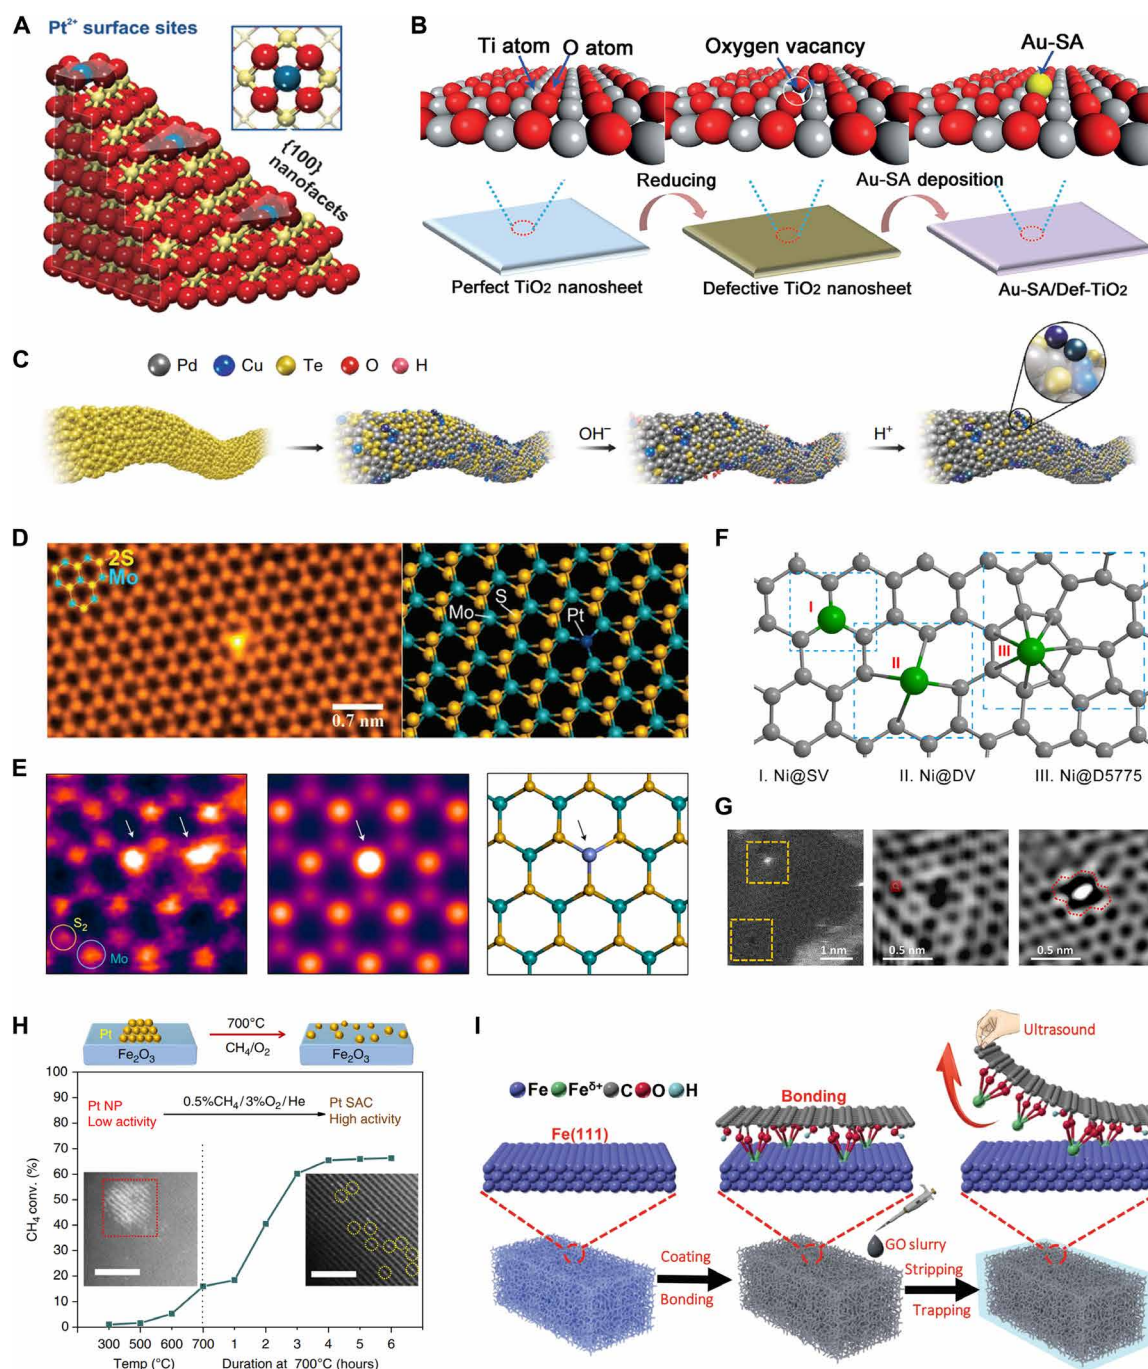 A
Pt²⁺ surface sites
{100}
nanofacets
B
Ti atom
O atom
Oxygen vacancy
Au-SA
Reducing
Au-SA deposition
Perfect TiO₂ nanosheet
Defective TiO₂ nanosheet
Au-SA/Def-TiO₂
C
Pd
Cu
Te
O
H
OH⁻
H⁺
D
2S
Mo
0.7 nm
Mo
S
Pt
E
S₂
Mo
F
I
II
III
I. Ni@SV
II. Ni@DV
III. Ni@D5775
G
1 nm
0.5 nm
0.5 nm
H
Pt
Fe₂O₃
700°C
CH₄/O₂
Fe₂O₃
100
90
80
70
60
50
40
30
20
10
0
CH₄ conv. (%)
Pt NP
Low activity
0.5%CH₄/3%O₂/He
Pt SAC
High activity
300
500
600
700
1
2
3
4
5
6
Temp (°C)
Duration at 700°C (hours)
I
Fe
Feᵟ⁺
C
O
H
Fe(111)
Bonding
Ultrasound
Coating
Bonding
GO slurry
Stripping
Trapping